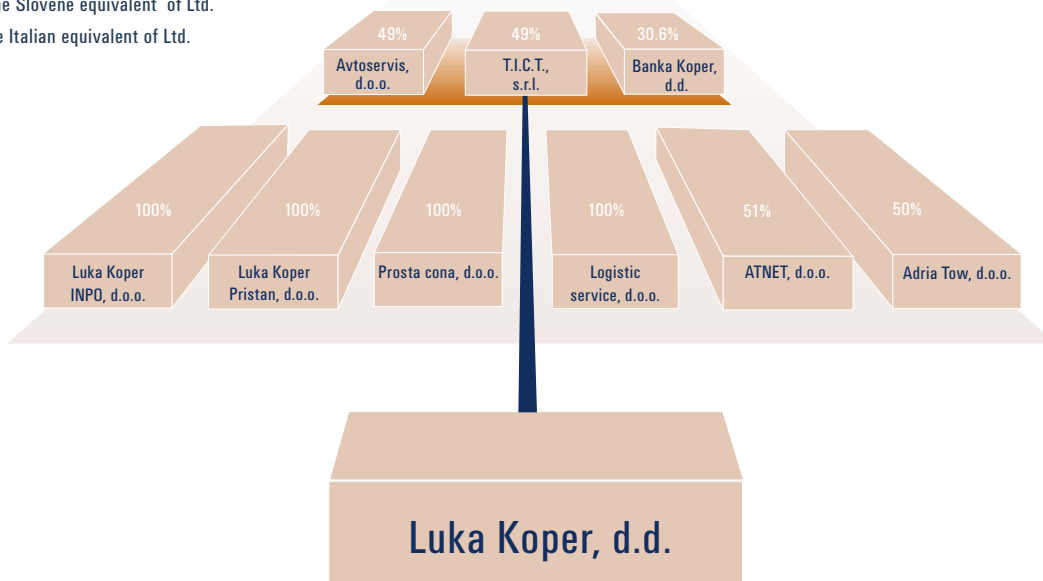 ne Slovene equivalent of Ltd.
e Italian equivalent of Ltd.
49%
49%
30.6%
Avtoservis,
d.o.o.
T.I.C.T.,
s.r.l.
Banka Koper,
d.d.
100%
100%
100%
100%
51%
50%
Luka Koper
INPO, d.o.o.
Luka Koper
Pristan, d.o.o.
Prosta cona, d.o.o.
Logistic
service, d.o.o.
ATNET, d.o.o.
Adria Tow, d.o.o.
Luka Koper, d.d.